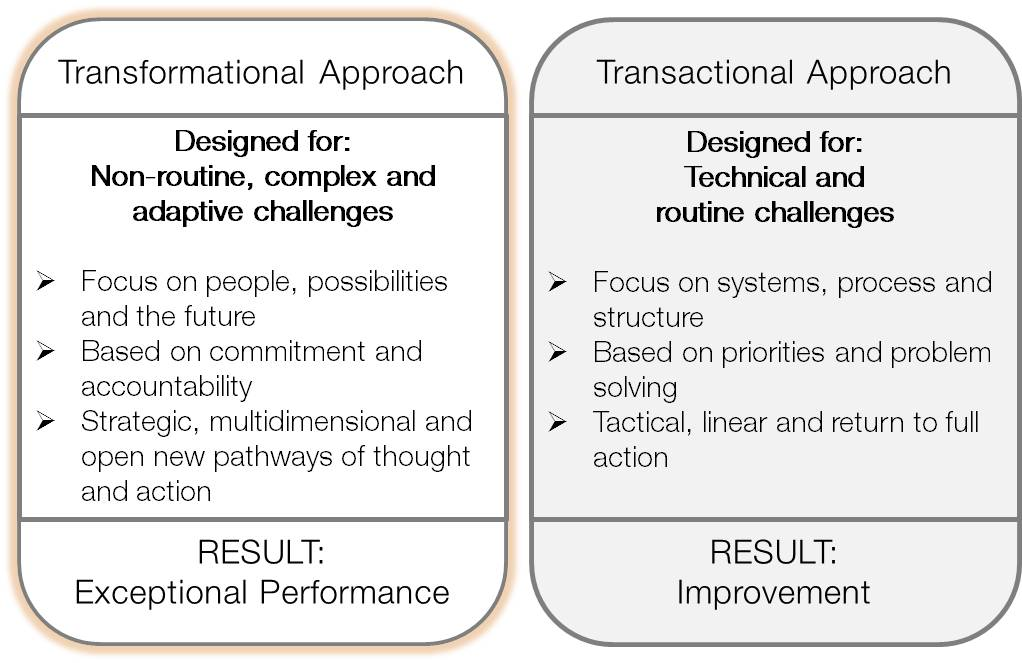 Transformational Approach
Designed for:
Non-routine, complex and
adaptive challenges
➢ Focus on people, possibilities
and the future
➢ Based on commitment and
accountability
➢ Strategic, multidimensional and
open new pathways of thought
and action
RESULT:
Exceptional Performance
Transactional Approach
Designed for:
Technical and
routine challenges
➢ Focus on systems, process and
structure
➢ Based on priorities and problem
solving
➢ Tactical, linear and return to full
action
RESULT:
Improvement